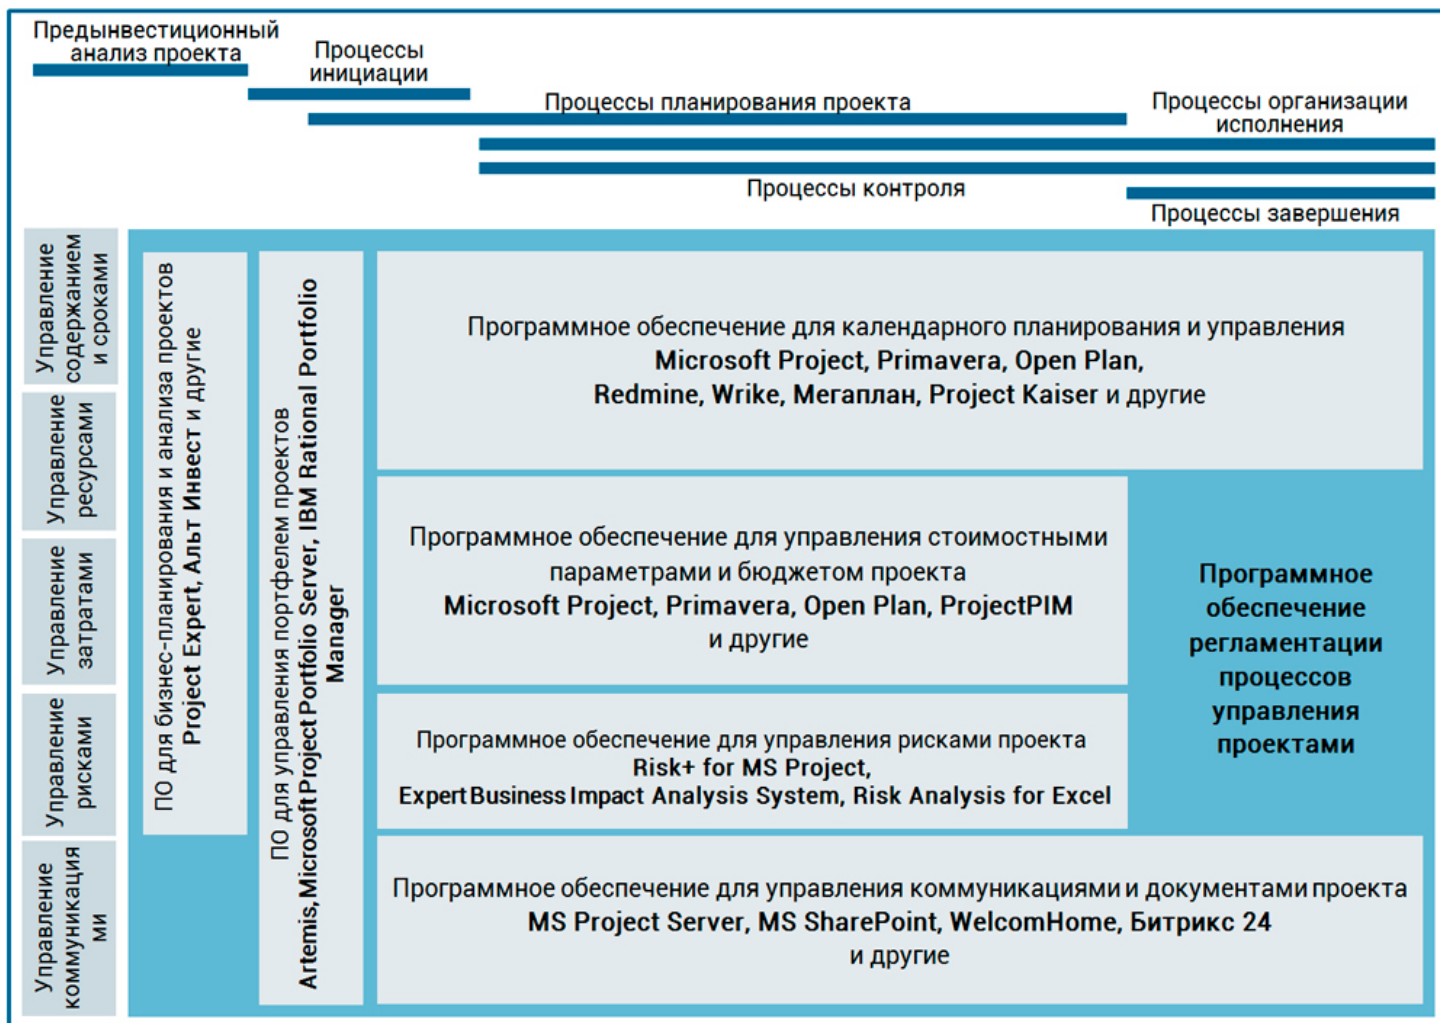 Предынвестиционный
анализ проекта
Процессы
инициации
Процессы планирования проекта
Процессы организации
исполнения
Процессы контроля
Процессы завершения
Управление
содержанием
и сроками
Управление
ресурсами
Управление
затратами
Управление
рисками
Управление
коммуникация
ми
ПО для бизнес-планирования и анализа проектов
Project Expert, Альт Инвест и другие
ПО для управления портфелем проектов
Artemis, Microsoft Project Portfolio Server, IBM Rational Portfolio
Manager
Программное обеспечение для календарного планирования и управления
Microsoft Project, Primavera, Open Plan,
Redmine, Wrike, Мегаплан, Project Kaiser и другие
Программное обеспечение для управления стоимостными
параметрами и бюджетом проекта
Microsoft Project, Primavera, Open Plan, ProjectPIM
и другие
Программное обеспечение для управления рисками проекта
Risk+ for MS Project,
Expert Business Impact Analysis System, Risk Analysis for Excel
Программное
обеспечение
регламентации
процессов
управления
проектами
Программное обеспечение для управления коммуникациями и документами проекта
MS Project Server, MS SharePoint, WelcomHome, Битрикс 24
и другие